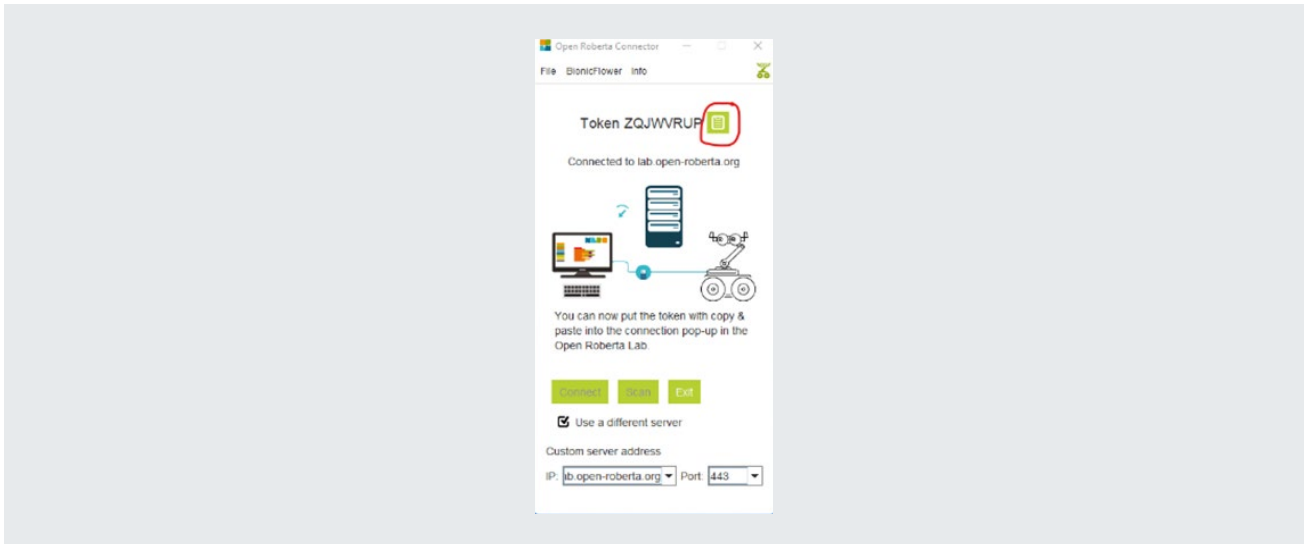 Open Roberta Connector
File BionicFlower Info
Token ZQJWVRUP
Connected to lab.open-roberta.org
You can now put the token with copy &
paste into the connection pop-up in the
Open Roberta Lab.
Connect Scan Exit
Use a different server
Custom server address
IP: ab.open-roberta.org Port: 443